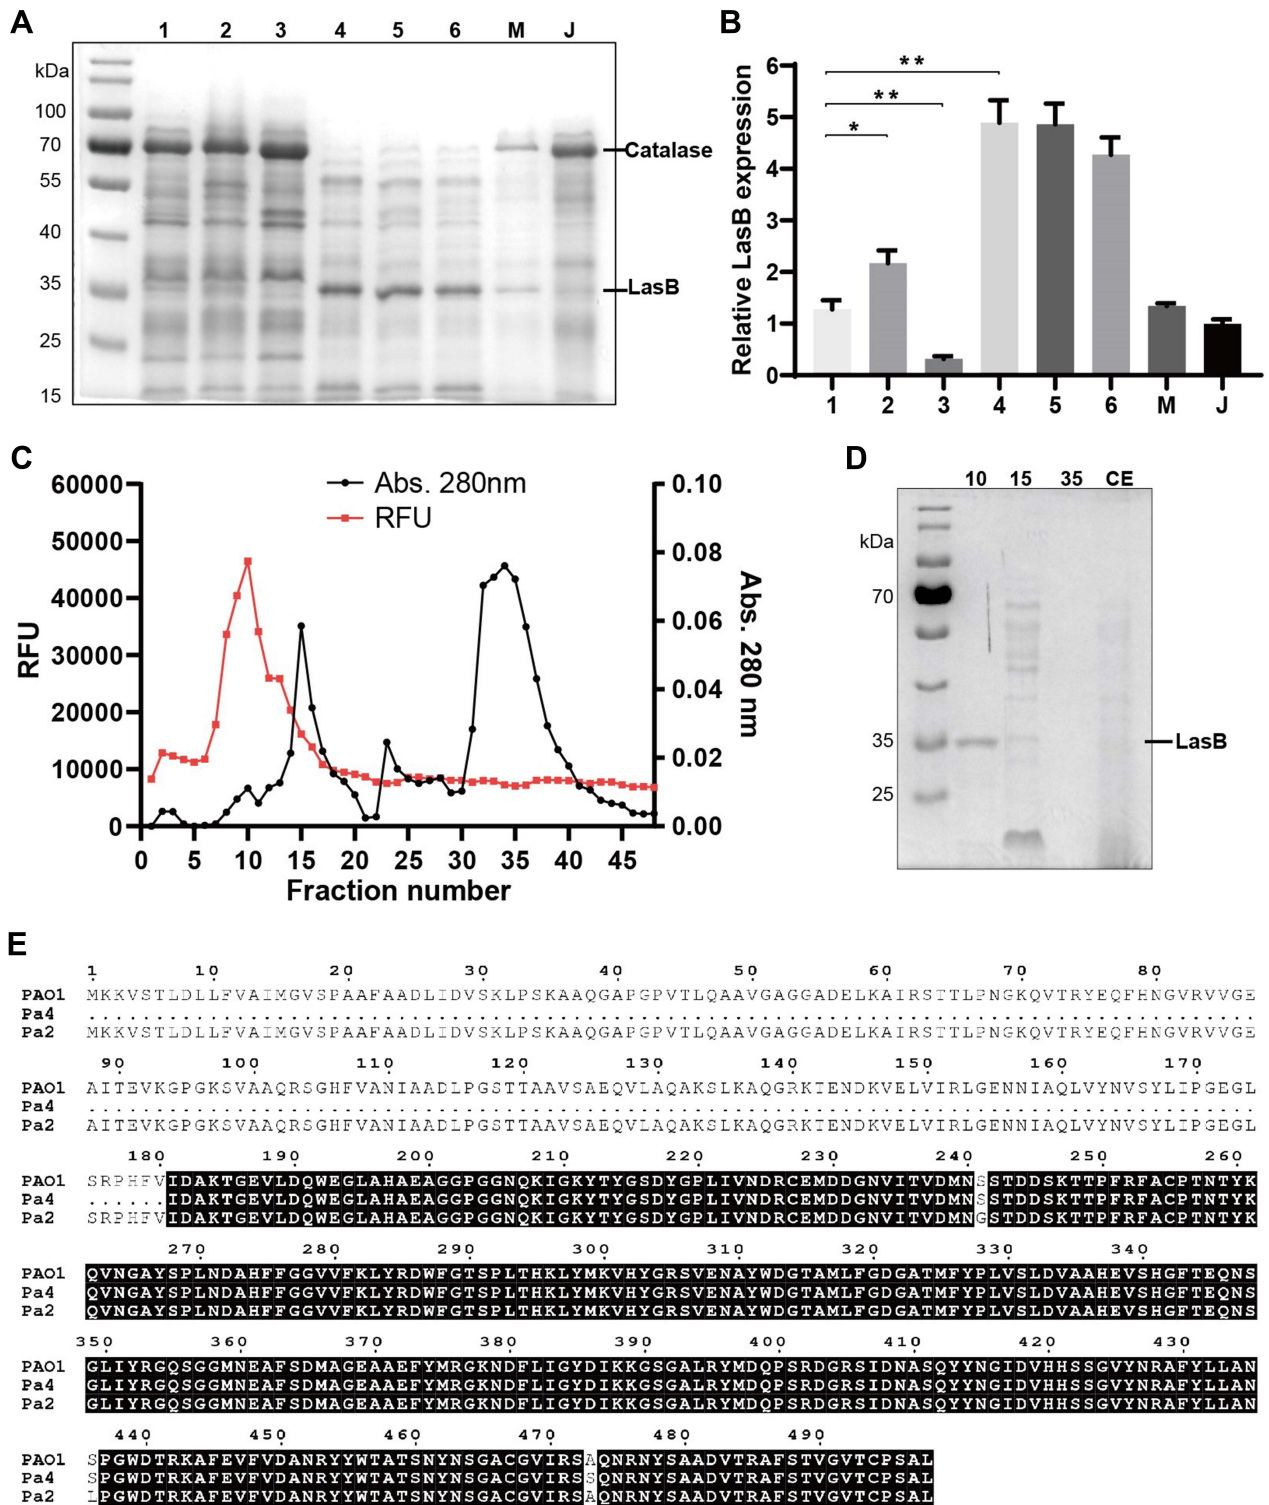 A
1 2 3 4 5 6 M J
kDa
100
70
55
40
35
25
15
Catalase
LasB
B
Relative LasB expression
6
5
4
3
2
1
0
**
**
*
1 2 3 4 5 6 M J
C
RFU
60000
50000
40000
30000
20000
10000
0
Abs. 280nm
RFU
0.10
0.08
0.06
0.04
0.02
0.00
Abs. 280 nm
0 5 10 15 20 25 30 35 40 45
Fraction number
D
10 15 35 CE
kDa
70
35
25
LasB
E
1 10 20 30 40 50 60 70 80
PAO1 MKKVSTLDLLFVAIMGVSPAAFAADLIDVSKLPSKAAQGAPGPVTLQAAVGAGGADELKAIRSTTLPNGKQVTRYEQFHNGVRVVGE
Pa4 .......................................................................................
Pa2 MKKVSTLDLLFVAIMGVSPAAFAADLIDVSKLPSKAAQGAPGPVTLQAAVGAGGADELKAIRSTTLPNGKQVTRYEQFHNGVRVVGE
90 100 110 120 130 140 150 160 170
PAO1 AITEVKGPGKSVAAQRSGHFVANIAADLPGSTTAAVSAEQVLAQAKSLKAQGRKTENDKVELVIRLGENNIAQLVYNVSYLIPGEGL
Pa4 .......................................................................................
Pa2 AITEVKGPGKSVAAQRSGHFVANIAADLPGSTTAAVSAEQVLAQAKSLKAQGRKTENDKVELVIRLGENNIAQLVYNVSYLIPGEGL
180 190 200 210 220 230 240 250 260
PAO1 SRPHFVIDAKTGEVLDQWEGLAHAEAGGPGGNQKIGKYTYGSDYGPLIVNDRCEMDDGNVITVDMNSSTDDSKTTPFRFACPTNTYK
Pa4 ......IDAKTGEVLDQWEGLAHAEAGGPGGNQKIGKYTYGSDYGPLIVNDRCEMDDGNVITVDMNSSTDDSKTTPFRFACPTNTYK
Pa2 SRPHFVIDAKTGEVLDQWEGLAHAEAGGPGGNQKIGKYTYGSDYGPLIVNDRCEMDDGNVITVDMNGSTDDSKTTPFRFACPTNTYK
270 280 290 300 310 320 330 340
PAO1 QVNGAYSPLNDAHFFGGVVFKLYRDWFGTSPLTHKLYMKVHYGRSVENAYWDGTAMLFGDGATMFYPLVSLDVAAHEVSHGFTEQNS
Pa4 QVNGAYSPLNDAHFFGGVVFKLYRDWFGTSPLTHKLYMKVHYGRSVENAYWDGTAMLFGDGATMFYPLVSLDVAAHEVSHGFTEQNS
Pa2 QVNGAYSPLNDAHFFGGVVFKLYRDWFGTSPLTHKLYMKVHYGRSVENAYWDGTAMLFGDGATMFYPLVSLDVAAHEVSHGFTEQNS
350 360 370 380 390 400 410 420 430
PAO1 GLIYRGQSGGMNEAFSDMAGEAAEFYMRGKNDFLIGYDIKKGSGALRYMDQPSRDGRSIDNASQYYNGIDVHHSSGVYNRAFYLLAN
Pa4 GLIYRGQSGGMNEAFSDMAGEAAEFYMRGKNDFLIGYDIKKGSGALRYMDQPSRDGRSIDNASQYYNGIDVHHSSGVYNRAFYLLAN
Pa2 GLIYRGQSGGMNEAFSDMAGEAAEFYMRGKNDFLIGYDIKKGSGALRYMDQPSRDGRSIDNASQYYNGIDVHHSSGVYNRAFYLLAN
440 450 460 470 480 490
PAO1 SPGWDTRKAFEVFVDANRYYWTATSNYNSGACGVIRSAQNRNYSAADVTRAFSTVGVTCPSAL
Pa4 SPGWDTRKAFEVFVDANRYYWTATSNYNSGACGVIRSSQNRNYSAADVTRAFSTVGVTCPSAL
Pa2 LPGWDTRKAFEVFVDANRYYWTATSNYNSGACGVIRSAQNRNYSAADVTRAFSTVGVTCPSAL